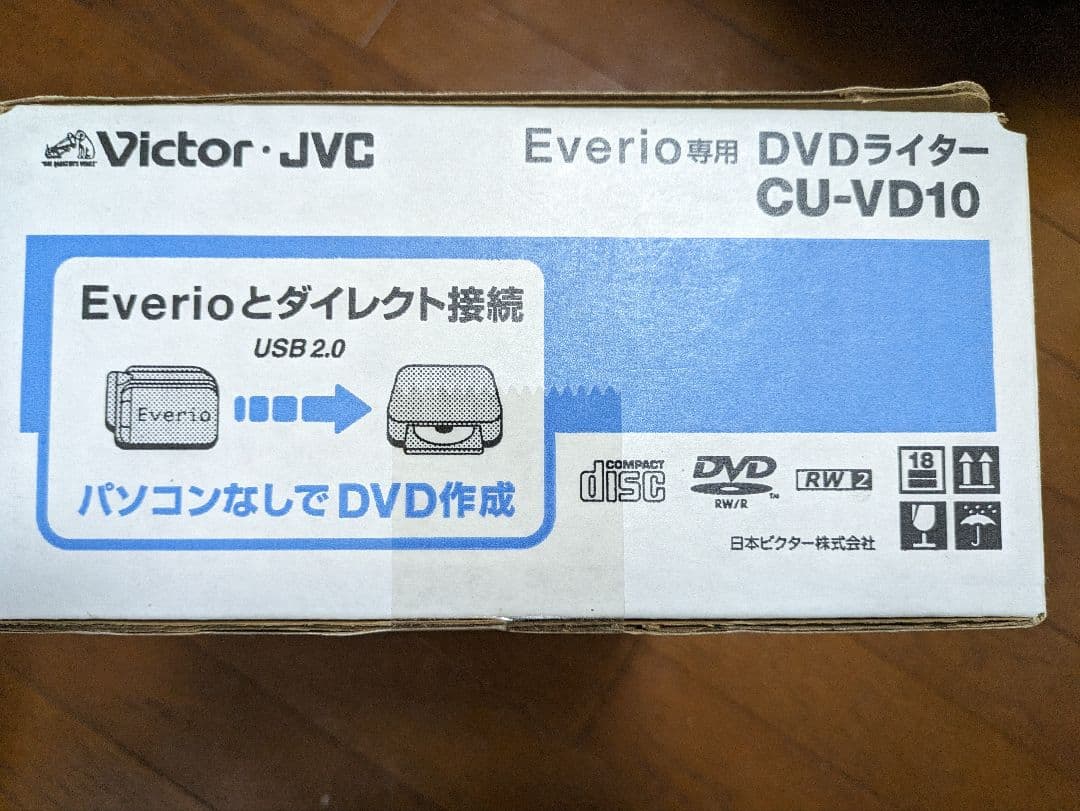 Victor・JVC
Everio専用 DVDライター
CU-VD10
Everioとダイレクト接続
USB 2.0
Everio
パソコンなしでDVD作成
COMPACT
disc
DVD
RW/R
RW 2
18
日本ビクター株式会社